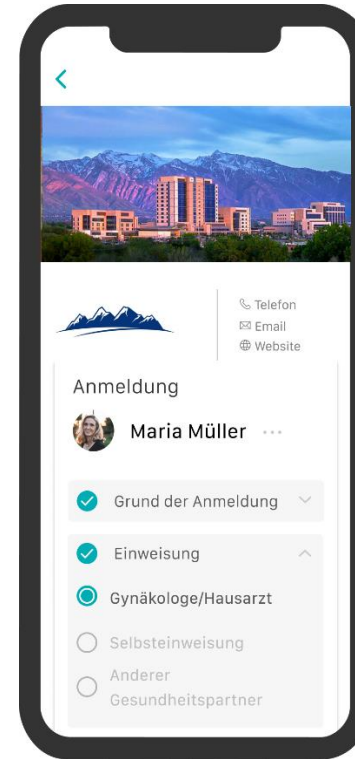 Telefon
Email
Website
Anmeldung
Maria Müller
Grund der Anmeldung
Einweisung
Gynäkologe/Hausarzt
Selbsteinweisung
Anderer
Gesundheitspartner